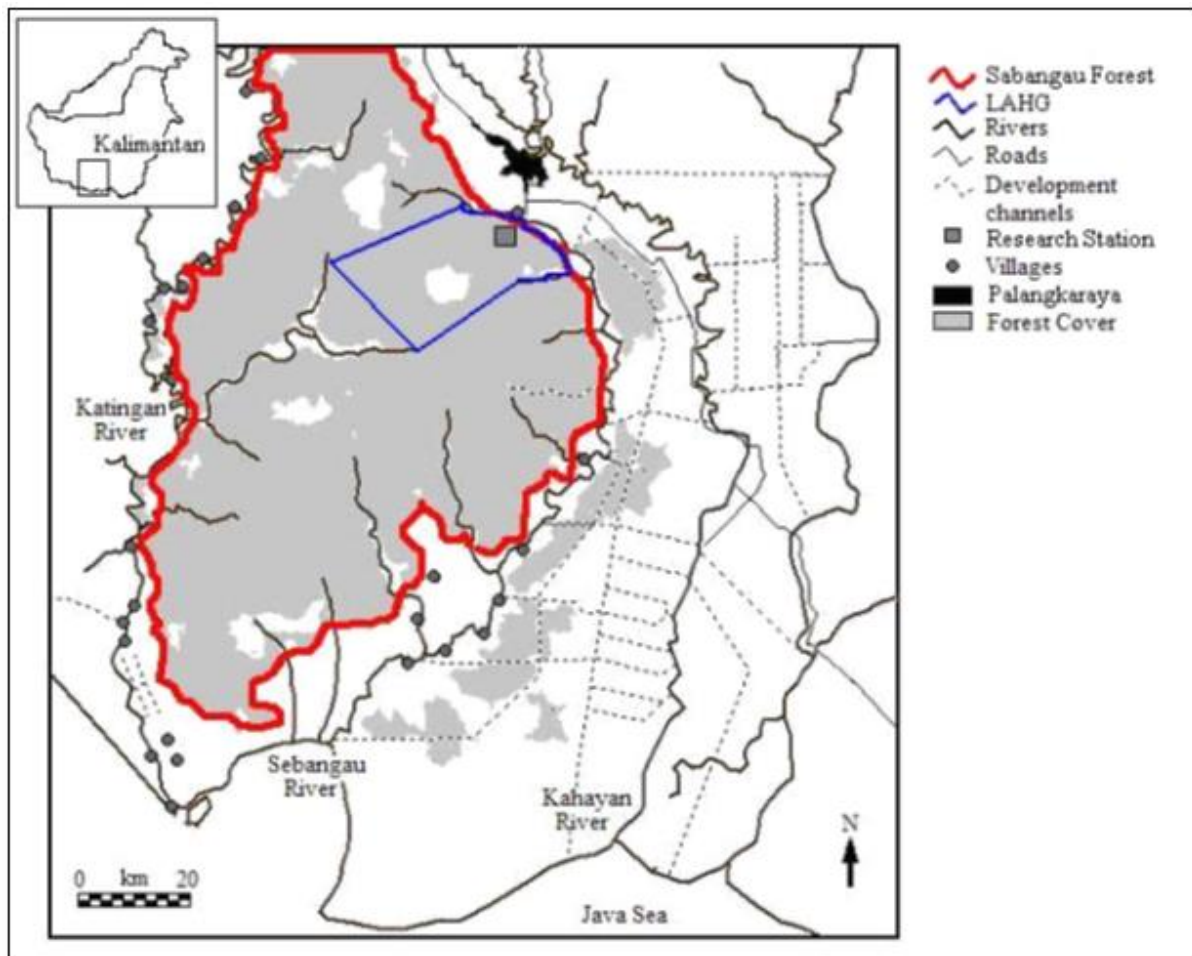 Kalimantan
Sabangau Forest
LAHG
Rivers
Roads
Development
channels
Research Station
Villages
Palangkaraya
Forest Cover
Katingan
River
Sebangau
River
Kahayan
River
N
0 km 20
Java Sea